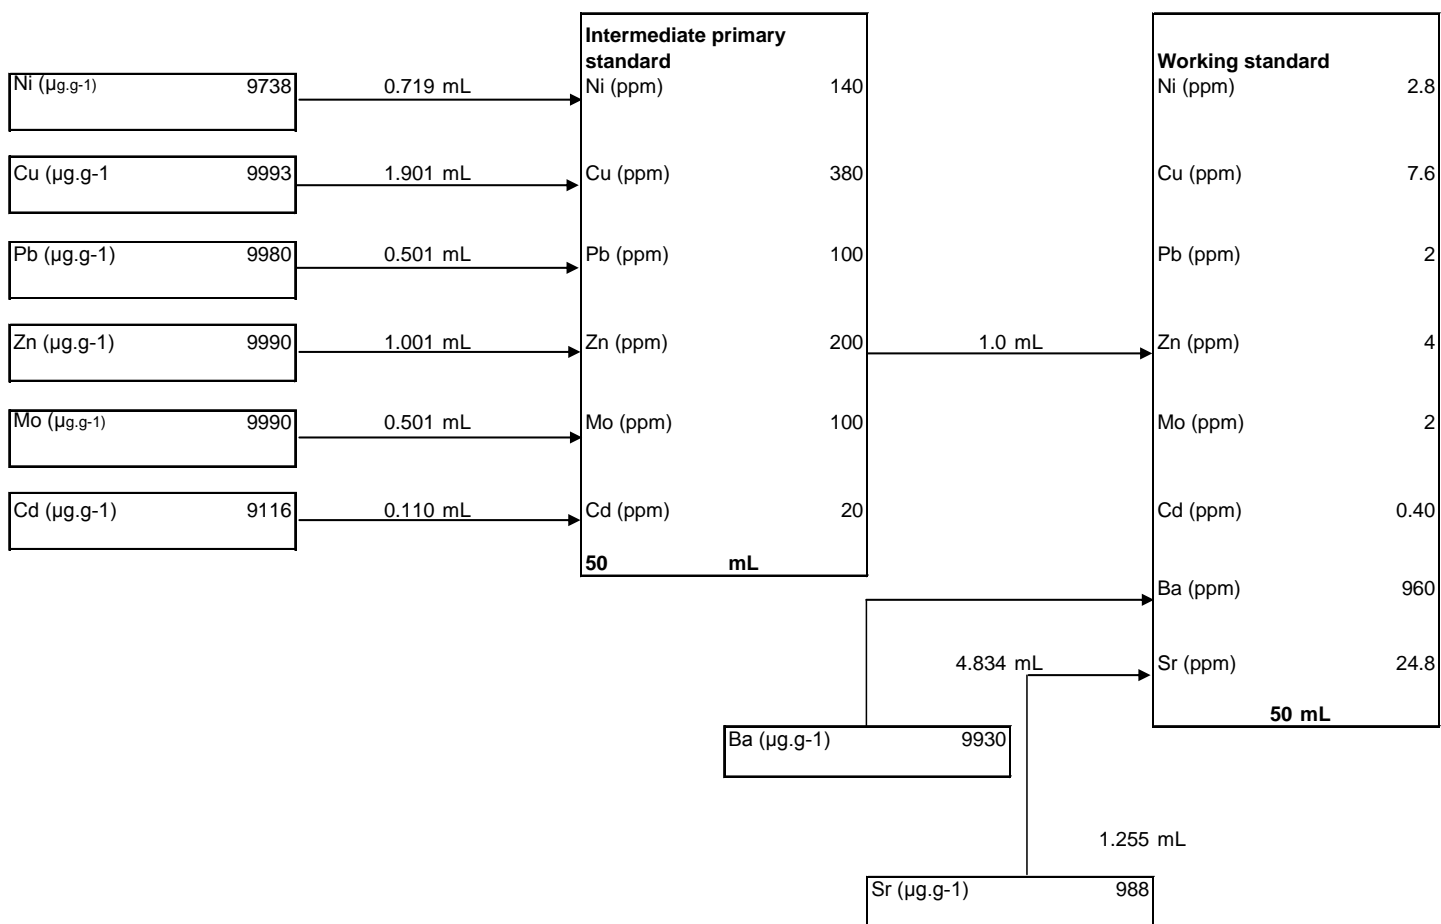 Intermediate primary
standard
Working standard
Ni (µg.g-1) 9738 0.719 mL Ni (ppm) 140 Ni (ppm) 2.8
Cu (µg.g-1 9993 1.901 mL Cu (ppm) 380 Cu (ppm) 7.6
Pb (µg.g-1) 9980 0.501 mL Pb (ppm) 100 Pb (ppm) 2
Zn (µg.g-1) 9990 1.001 mL Zn (ppm) 200 1.0 mL Zn (ppm) 4
Mo (µg.g-1) 9990 0.501 mL Mo (ppm) 100 Mo (ppm) 2
Cd (µg.g-1) 9116 0.110 mL Cd (ppm) 20 Cd (ppm) 0.40
50 mL
Ba (ppm) 960
4.834 mL Sr (ppm) 24.8
50 mL
Ba (µg.g-1) 9930
1.255 mL
Sr (µg.g-1) 988